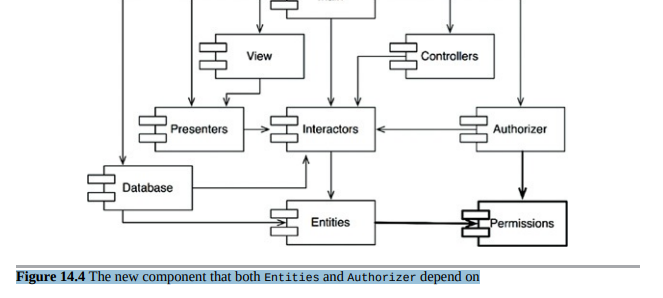 Main
View
Controllers
Presenters
Interactors
Authorizer
Database
Entities
Permissions
Figure 14.4 The new component that both Entities and Authorizer depend on